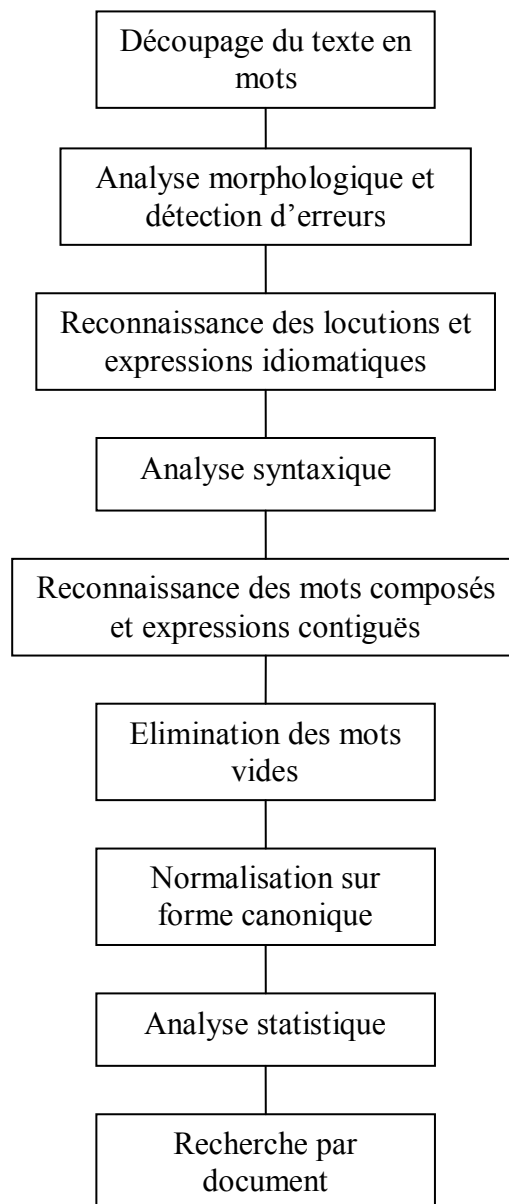 Découpage du texte en
mots
Analyse morphologique et
détection d’erreurs
Reconnaissance des locutions et
expressions idiomatiques
Analyse syntaxique
Reconnaissance des mots composés
et expressions contiguës
Elimination des mots
vides
Normalisation sur
forme canonique
Analyse statistique
Recherche par
document